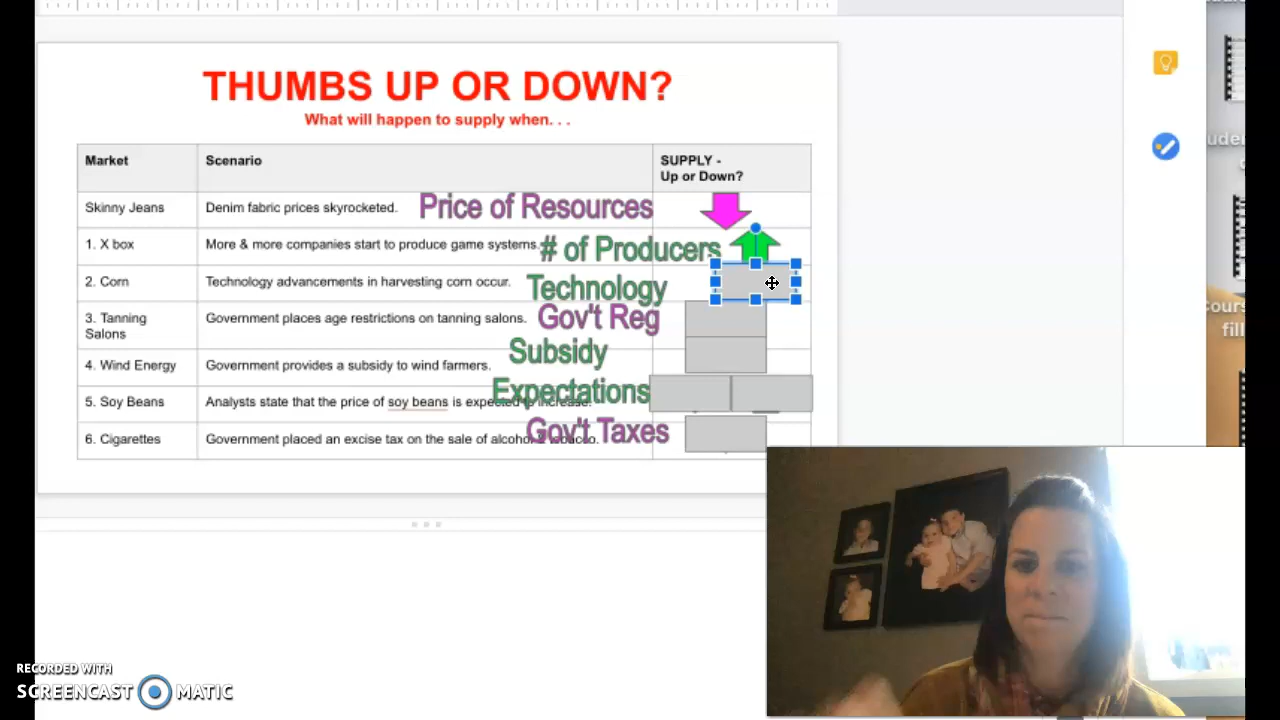 THUMBS UP OR DOWN?
What will happen to supply when. . .
Market
Scenario
SUPPLY -
Up or Down?
Skinny Jeans
Denim fabric prices skyrocketed.
Price of Resources
1. X box
More & more companies start to produce game systems.
# of Producers
2. Corn
Technology advancements in harvesting corn occur.
Technology
3. Tanning
Salons
Government places age restrictions on tanning salons.
Gov't Reg
4. Wind Energy
Government provides a subsidy to wind farmers.
Subsidy
5. Soy Beans
Analysts state that the price of soy beans is expected to increase.
Expectations
6. Cigarettes
Government placed an excise tax on the sale of alcohol & tobacco.
Gov't Taxes
RECORDED WITH
SCREENCAST MATIC